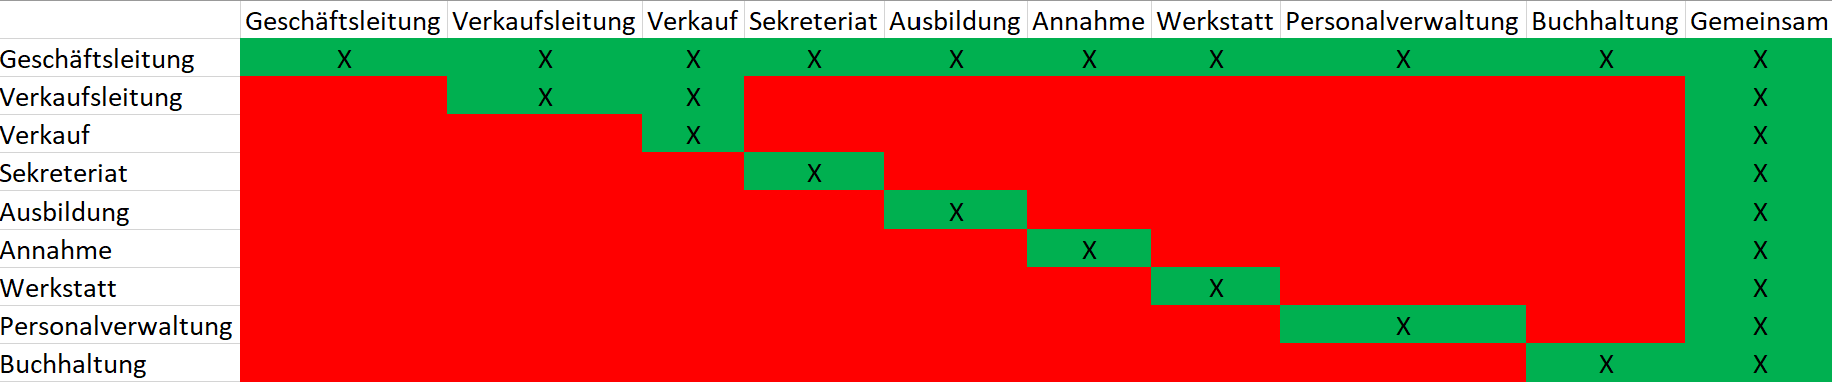 Geschäftsleitung Verkaufsleitung Verkauf Sekreteriat Ausbildung Annahme Werkstatt Personalverwaltung Buchhaltung Gemeinsam
Geschäftsleitung X X X X X X X X X X
Verkaufsleitung X X X
Verkauf X X
Sekreteriat X X
Ausbildung X X
Annahme X X
Werkstatt X X
Personalverwaltung X X
Buchhaltung X X